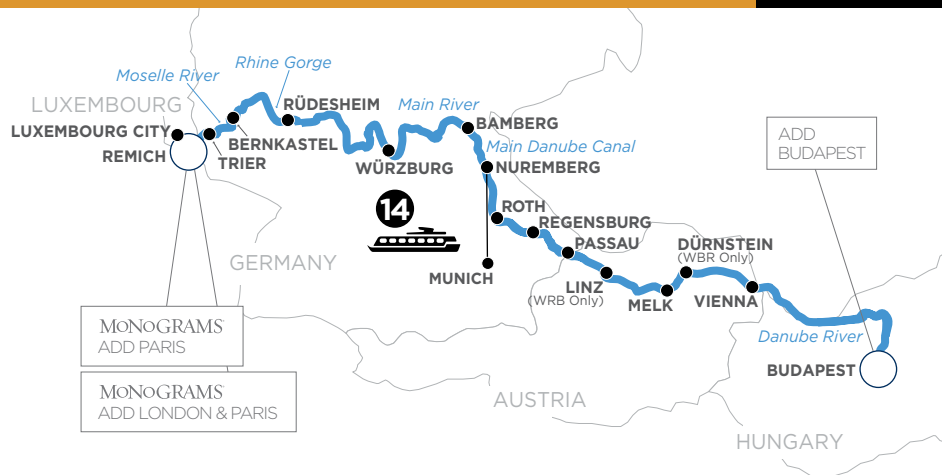 Rhine Gorge
Moselle River
LUXEMBOURG
RÜDESHEIM
Main River
LUXEMBOURG CITY
BAMBERG
BERNKASTEL
REMICH
TRIER
WÜRZBURG
Main Danube Canal
NUREMBERG
ADD
BUDAPEST
14
ROTH
REGENSBURG
PASSAU
GERMANY
MUNICH
DÜRNSTEIN
(WBR Only)
LINZ
(WRB Only)
MELK
VIENNA
MONOGRAMS
ADD PARIS
Danube River
BUDAPEST
MONOGRAMS
ADD LONDON & PARIS
AUSTRIA
HUNGARY